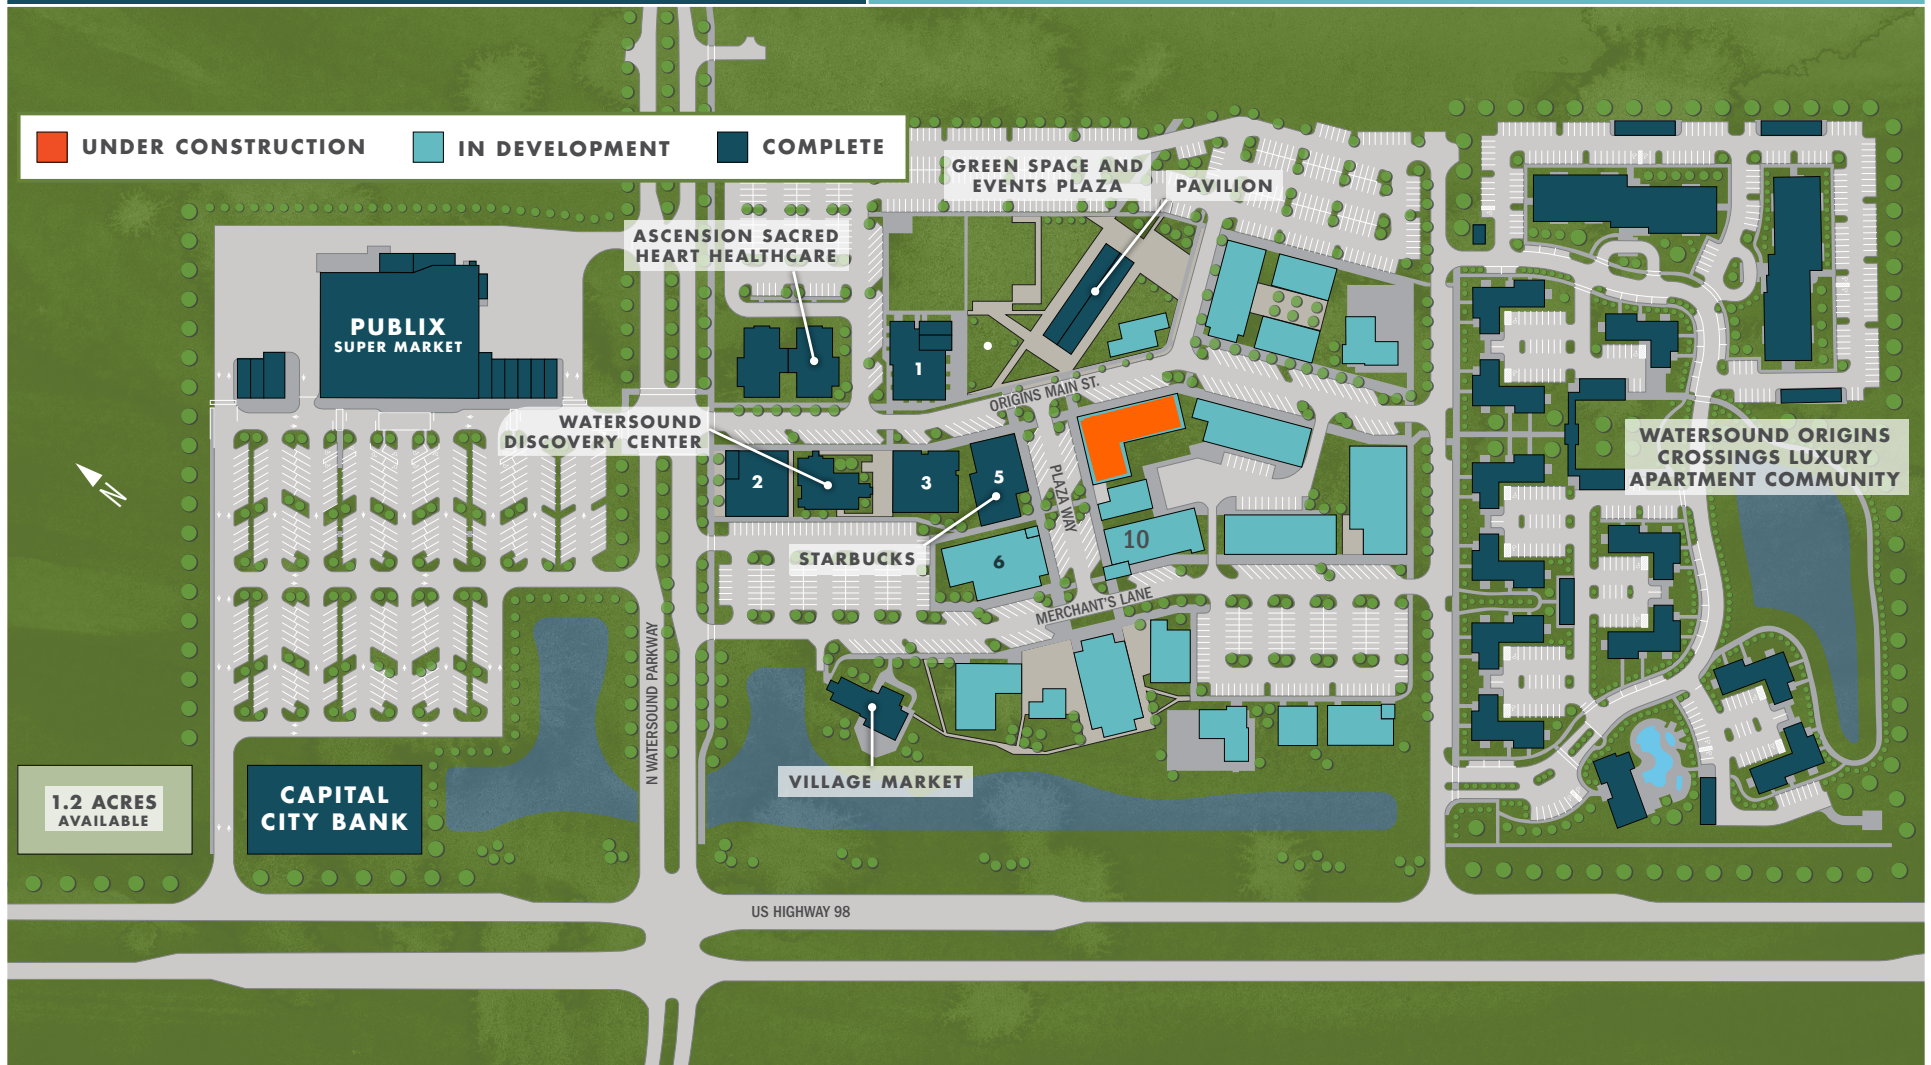 UNDER CONSTRUCTION
IN DEVELOPMENT
COMPLETE
GREEN SPACE AND
EVENTS PLAZA
PAVILION
ASCENSION SACRED
HEART HEALTHCARE
PUBLIX
SUPER MARKET
1
ORIGINS MAIN ST.
WATERSOUND
DISCOVERY CENTER
WATERSOUND ORIGINS
CROSSINGS LUXURY
APARTMENT COMMUNITY
N
2
3
5
PLAZA WAY
STARBUCKS
6
10
MERCHANT'S LANE
N WATERSOUND PARKWAY
VILLAGE MARKET
1.2 ACRES
AVAILABLE
CAPITAL
CITY BANK
US HIGHWAY 98